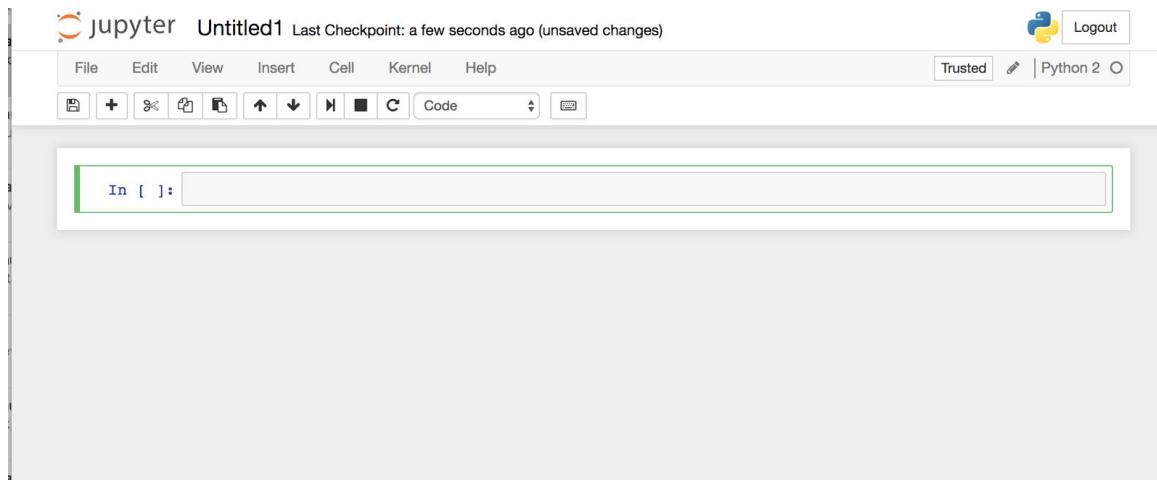 jupyter Untitled1 Last Checkpoint: a few seconds ago (unsaved changes) Logout
File Edit View Insert Cell Kernel Help Trusted Python 2
Code
In [ ]: